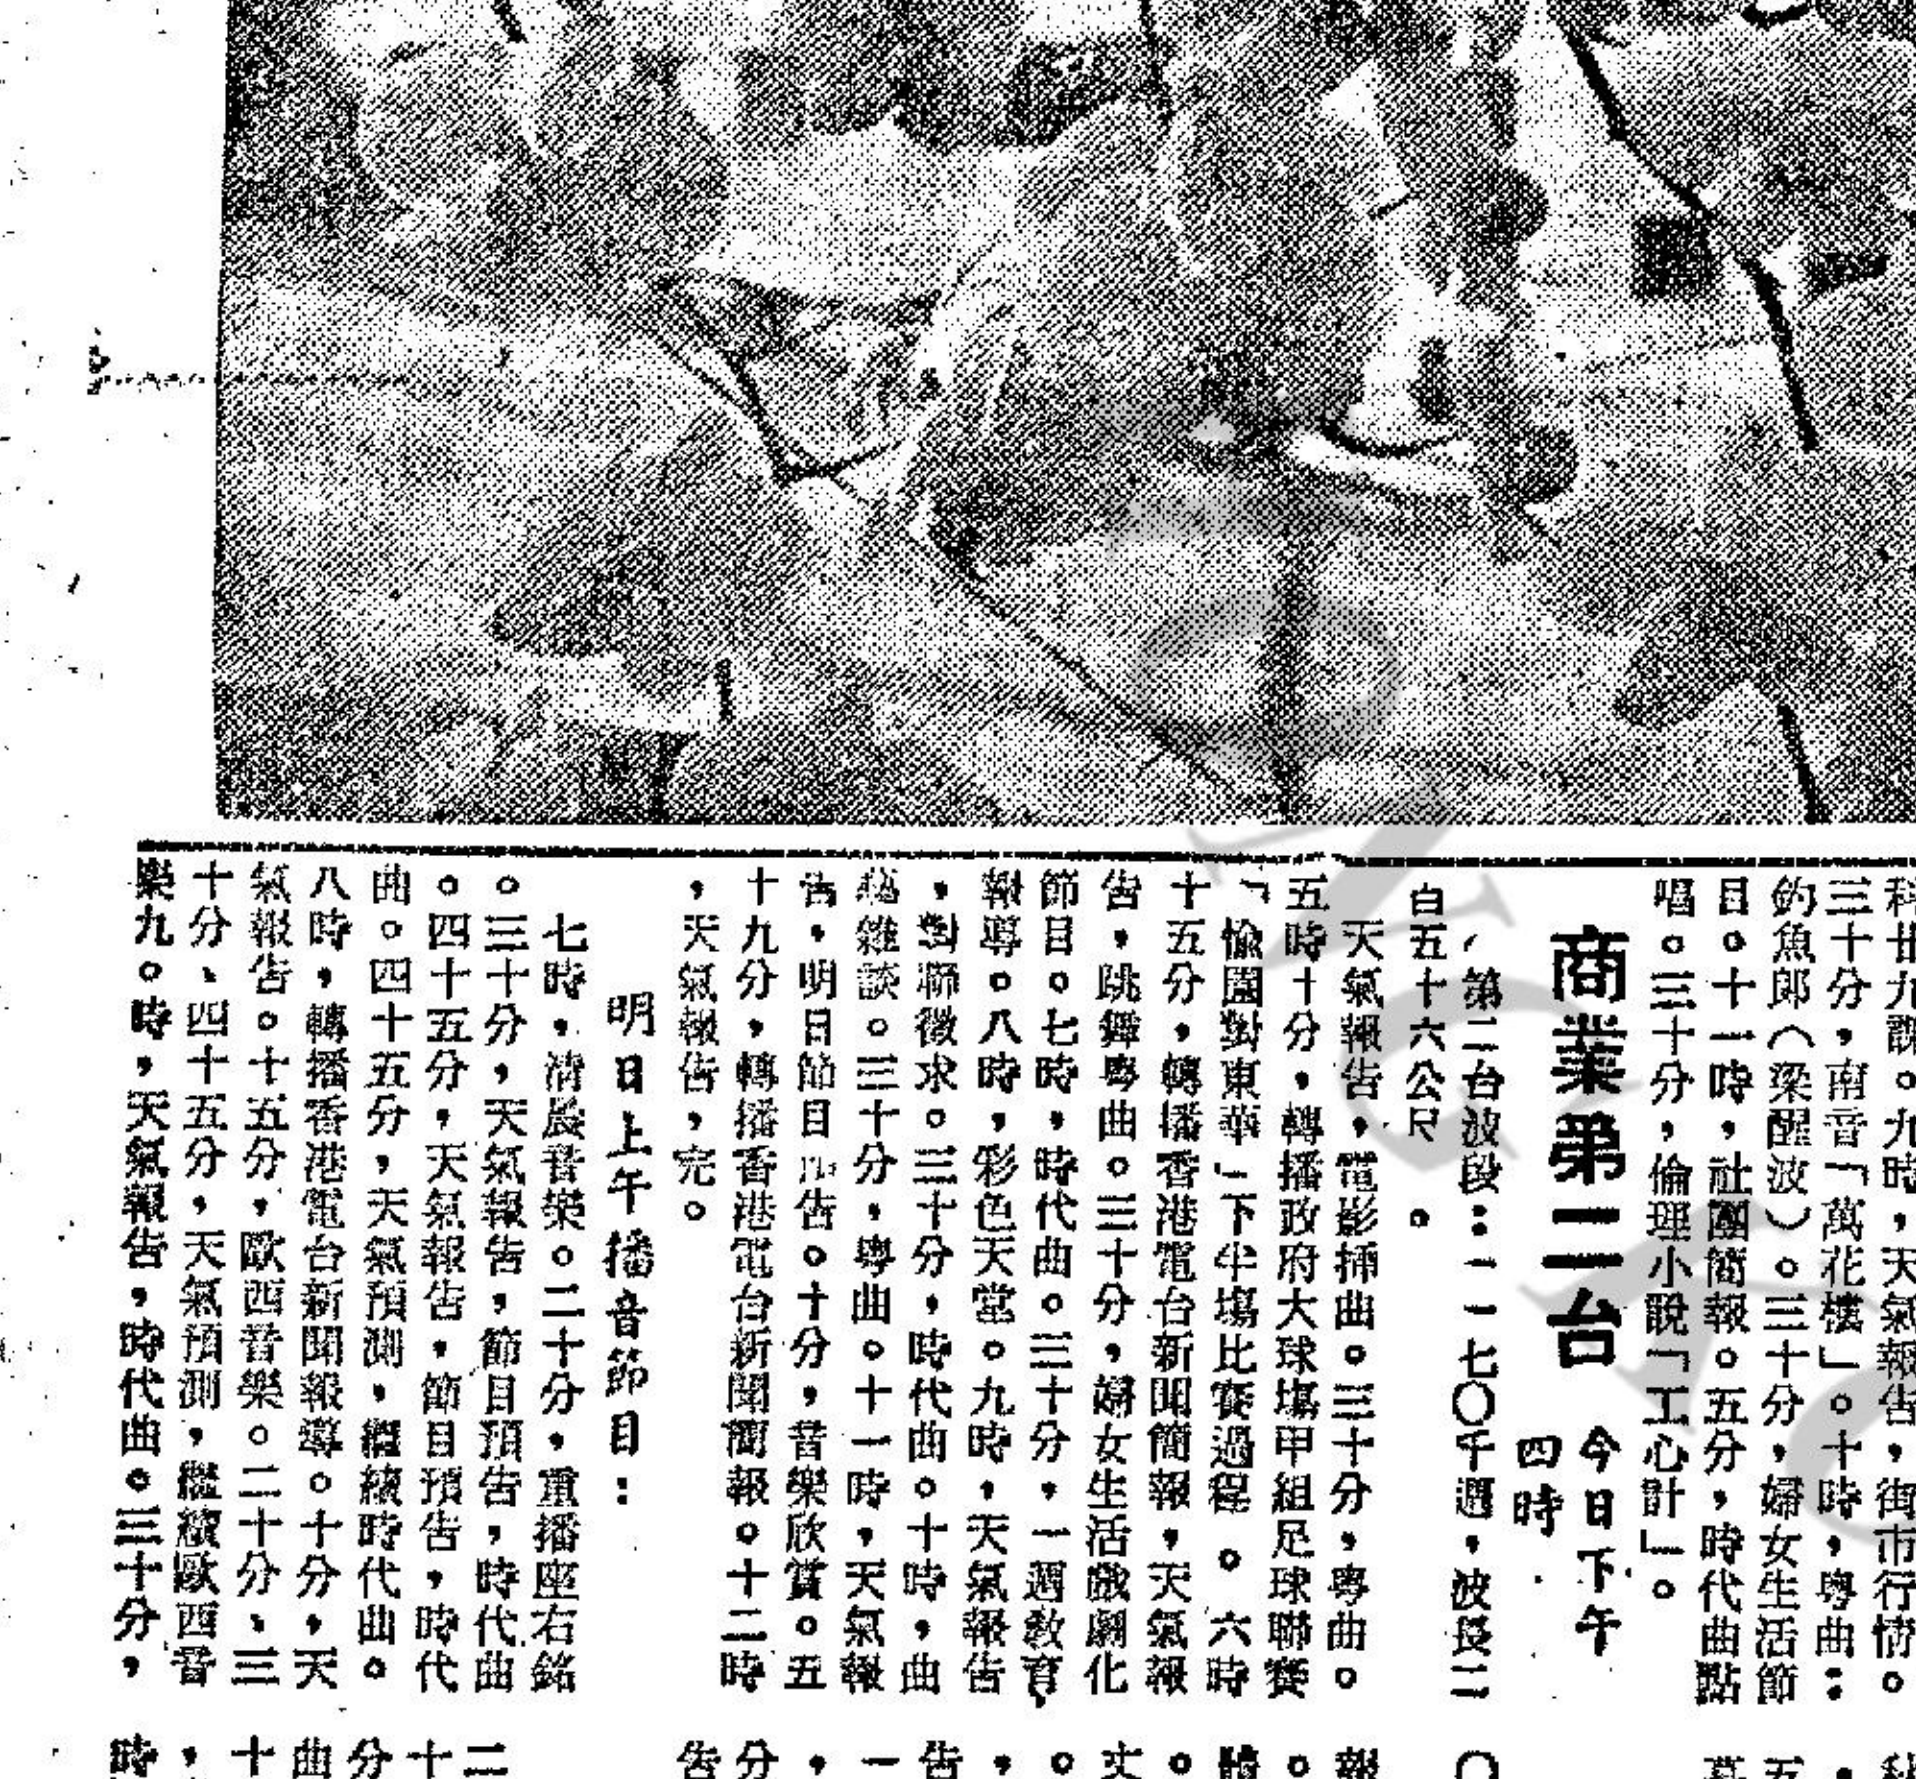 科廿九課。九時，天氣報告，街市行情。
三十分，南音「萬花樓」。十時，粵曲：
釣魚郎（梁醒波）。三十分，婦女生活節
目。十一時，社團簡報。五分，時代曲點
唱。三十分，倫理小說「工心計」。
商業第二台
今日下午
四時
第二台波段：一一七〇千週，波長二
百五十六公尺。
天氣報告，電影插曲。三十分，粵曲。
五時十分，轉播政府大球塲甲組足球聯賽
「愉園對東華」下半塲比賽過程。六時
十五分，轉播香港電台新聞簡報，天氣報
告，跳舞粵曲。三十分，婦女生活戲劇化
節目。七時，時代曲。三十分，一週敎育
報導。八時，彩色天堂。九時，天氣報告
，對聯徵求。三十分，時代曲。十時，曲
藝雜談。三十分，粵曲。十一時，天氣報
告，明日節目 告。十分，音樂欣賞。五
十九分，轉播香港電台新聞簡報。十二時
，天氣報告，完。
明日上午播音節目：
七時，清晨音樂。二十分，重播座右銘
。三十分，天氣報告，節目預告，時代曲
。四十五分，天氣報告，節目預告，時代
曲。四十五分，天氣預測，繼續時代曲。
八時，轉播香港電台新聞報導。十分，天
氣報告。十五分，歐西音樂。二十分、三
十分、四十五分，天氣預測，繼續歐西音
樂九。時，天氣報告，時代曲。三十分，